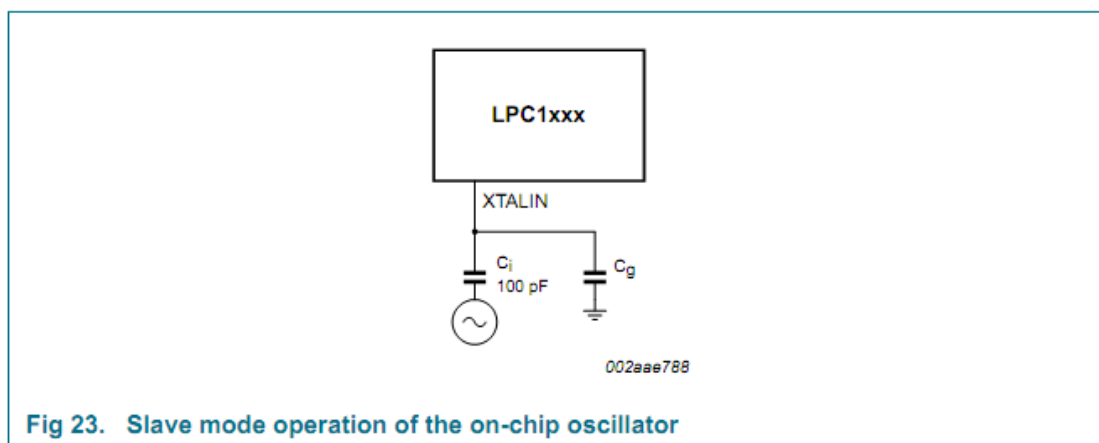 LPC1xxx
XTALIN
Ci
100 pF
Cg
002aae788
Fig 23. Slave mode operation of the on-chip oscillator